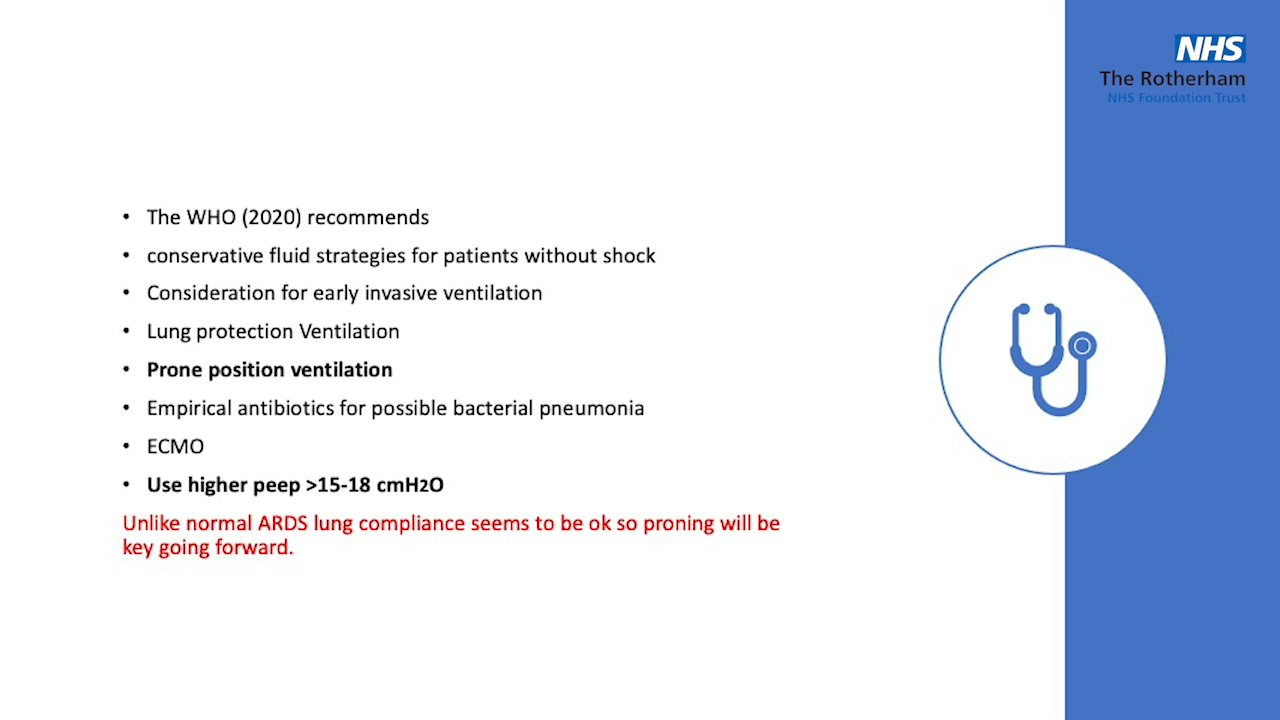 NHS
The Rotherham
NHS Foundation Trust
• The WHO (2020) recommends
• conservative fluid strategies for patients without shock
• Consideration for early invasive ventilation
• Lung protection Ventilation
• Prone position ventilation
• Empirical antibiotics for possible bacterial pneumonia
• ECMO
• Use higher peep >15-18 cmH2O
Unlike normal ARDS lung compliance seems to be ok so proning will be
key going forward.